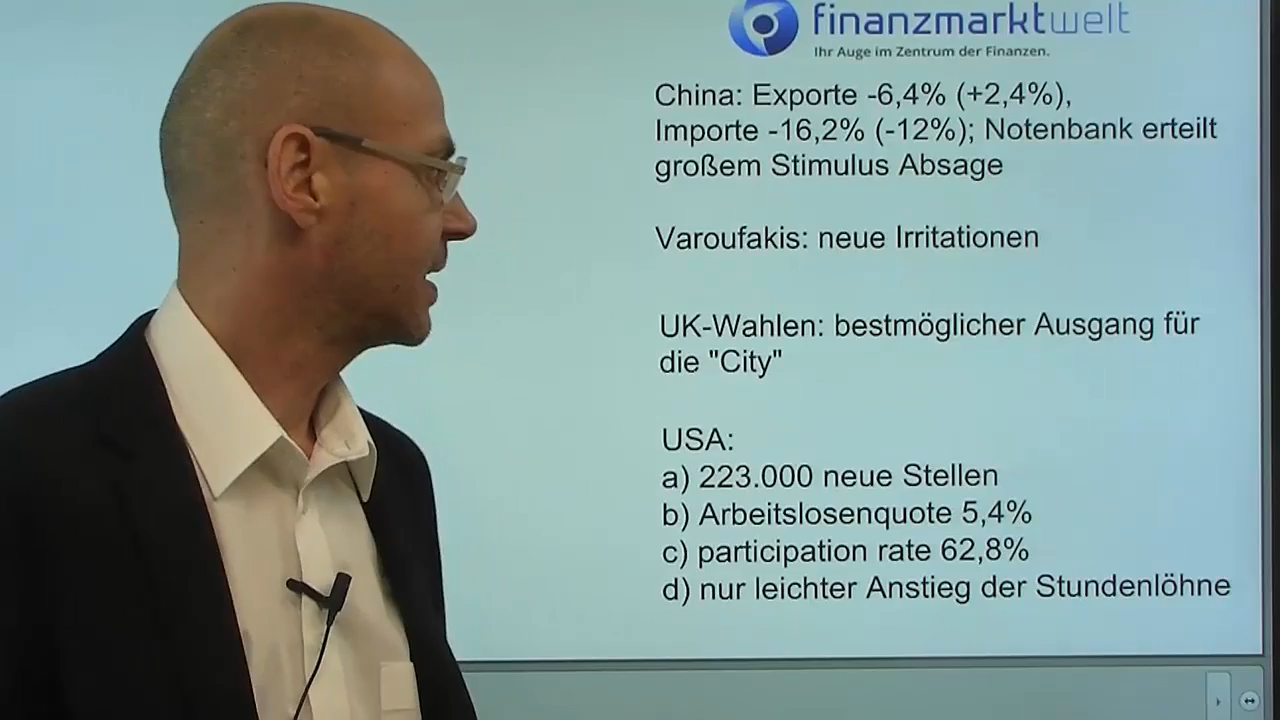 finanzmarktwelt
Ihr Auge im Zentrum der Finanzen.
China: Exporte -6,4% (+2,4%),
Importe -16,2% (-12%); Notenbank erteilt
großem Stimulus Absage
Varoufakis: neue Irritationen
UK-Wahlen: bestmöglicher Ausgang für
die "City"
USA:
a) 223.000 neue Stellen
b) Arbeitslosenquote 5,4%
c) participation rate 62,8%
d) nur leichter Anstieg der Stundenlöhne